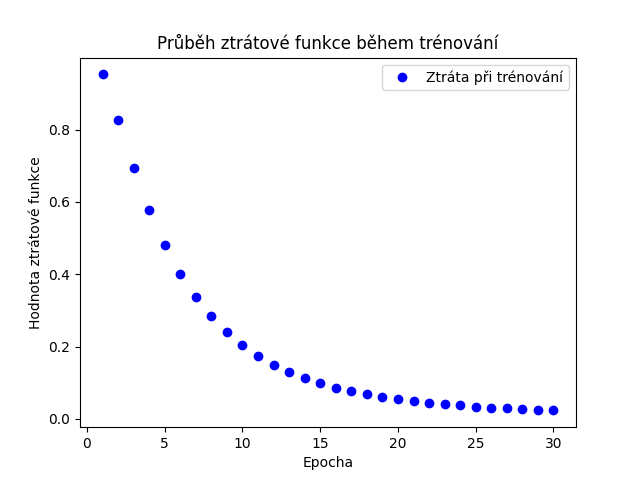 Průběh ztrátové funkce během trénování
Ztráta při trénování
Hodnota ztrátové funkce
0.8
0.6
0.4
0.2
0.0
0 5 10 15 20 25 30
Epocha